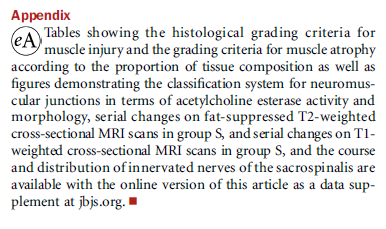 Appendix
eA Tables showing the histological grading criteria for
muscle injury and the grading criteria for muscle atrophy
according to the proportion of tissue composition as well as
figures demonstrating the classification system for neuromus-
cular junctions in terms of acetylcholine esterase activity and
morphology, serial changes on fat-suppressed T2-weighted
cross-sectional MRI scans in group S, and serial changes on T1-
weighted cross-sectional MRI scans in group S, and the course
and distribution of innervated nerves of the sacrospinalis are
available with the online version of this article as a data sup-
plement at jbjs.org. ■